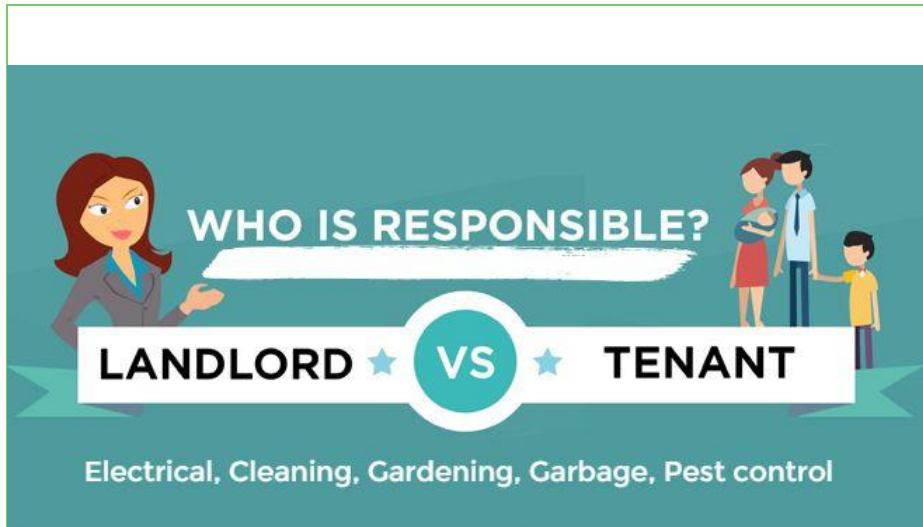 WHO IS RESPONSIBLE?
LANDLORD VS TENANT
Electrical, Cleaning, Gardening, Garbage, Pest control